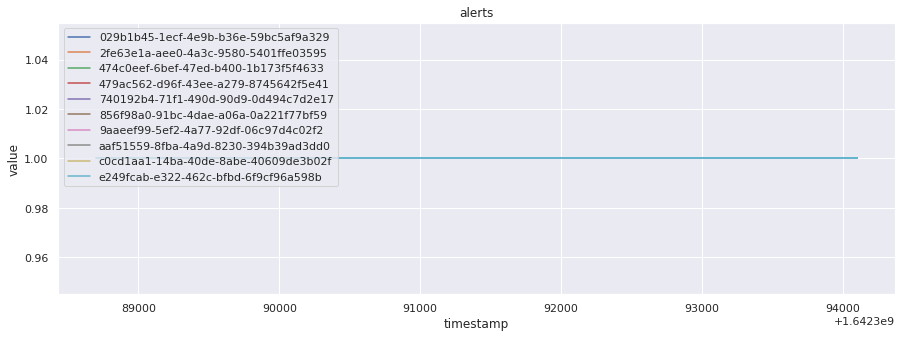 alerts
029b1b45-1ecf-4e9b-b36e-59bc5af9a329
2fe63e1a-aee0-4a3c-9580-5401ffe03595
474c0eef-6bef-47ed-b400-1b173f5f4633
479ac562-d96f-43ee-a279-8745642f5e41
740192b4-71f1-490d-90d9-0d494c7d2e17
856f98a0-91bc-4dae-a06a-0a221f77bf59
9aaeef99-5ef2-4a77-92df-06c97d4c02f2
aaf51559-8fba-4a9d-8230-394b39ad3dd0
c0cd1aa1-14ba-40de-8abe-40609de3b02f
e249fcab-e322-462c-bfbd-6f9cf96a598b
value
1.04
1.02
1.00
0.98
0.96
89000 90000 91000 92000 93000 94000
+1.6423e9
timestamp